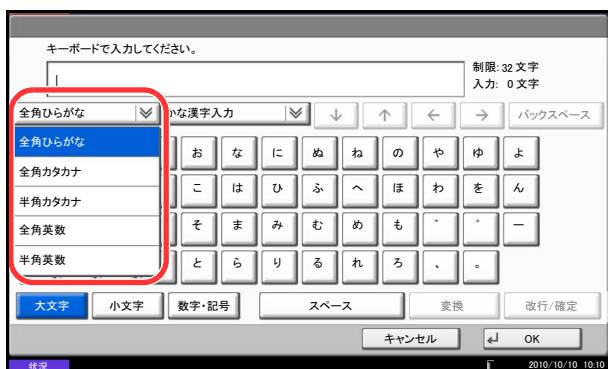 キーボードで入力してください。
制限: 32 文字
入力: 0 文字
全角ひらがな
かな漢字入力
↓ ↑ ← → バックスペース
全角ひらがな
全角カタカナ
半角カタカナ
全角英数
半角英数
お な に ぬ ね の や ゆ よ
こ は ひ ふ へ ほ わ を ん
そ ま み む め も ゛ ゜ ー
と ら り る れ ろ 、 。
大文字 小文字 数字・記号 スペース 変換 改行/確定
キャンセル OK
状況 2010/10/10 10:10